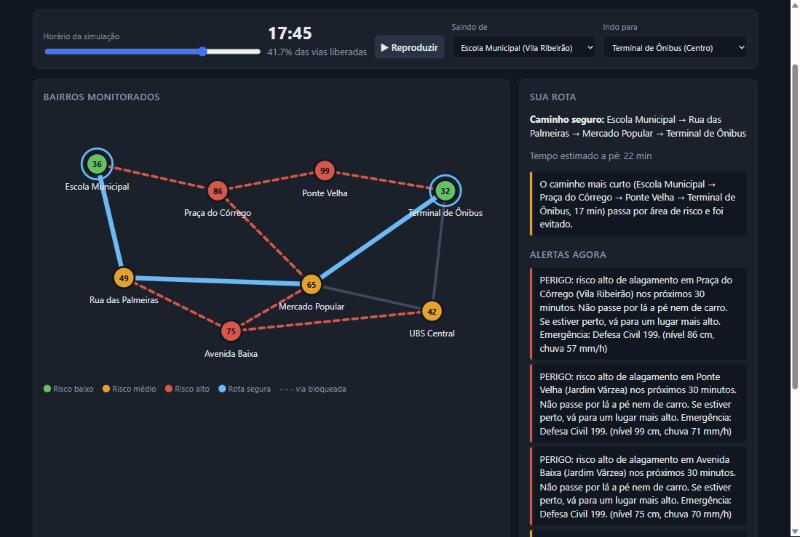 Horário da simulação
17:45
41.7% das vias liberadas
▶ Reproduzir
Saindo de
Escola Municipal (Vila Ribeirão)
Indo para
Terminal de Ônibus (Centro)
BAIRROS MONITORADOS
36
Escola Municipal
86
Praça do Córrego
99
Ponte Velha
32
Terminal de Ônibus
49
Rua das Palmeiras
65
Mercado Popular
75
Avenida Baixa
42
UBS Central
Risco baixo
Risco médio
Risco alto
Rota segura
- - - via bloqueada
SUA ROTA
Caminho seguro: Escola Municipal → Rua das
Palmeiras → Mercado Popular → Terminal de Ônibus
Tempo estimado a pé: 22 min
O caminho mais curto (Escola Municipal →
Praça do Córrego → Ponte Velha → Terminal de
Ônibus, 17 min) passa por área de risco e foi
evitado.
ALERTAS AGORA
PERIGO: risco alto de alagamento em Praça do
Córrego (Vila Ribeirão) nos próximos 30
minutos. Não passe por lá a pé nem de carro. Se
estiver perto, vá para um lugar mais alto.
Emergência: Defesa Civil 199. (nível 86 cm,
chuva 57 mm/h)
PERIGO: risco alto de alagamento em Ponte
Velha (Jardim Várzea) nos próximos 30 minutos.
Não passe por lá a pé nem de carro. Se estiver
perto, vá para um lugar mais alto. Emergência:
Defesa Civil 199. (nível 99 cm, chuva 71 mm/h)
PERIGO: risco alto de alagamento em Avenida
Baixa (Jardim Várzea) nos próximos 30 minutos.
Não passe por lá a pé nem de carro. Se estiver
perto, vá para um lugar mais alto. Emergência:
Defesa Civil 199. (nível 75 cm, chuva 70 mm/h)